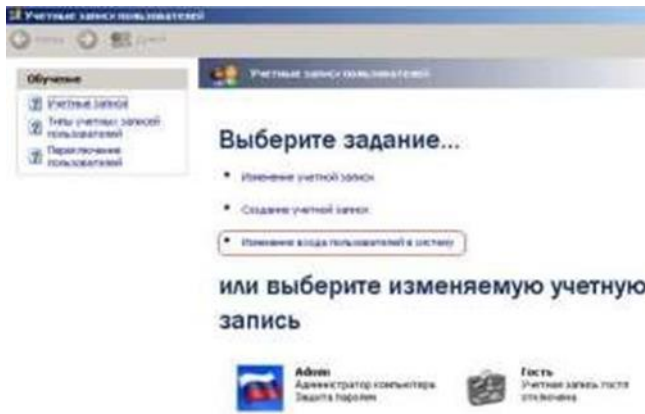 Учетные записи пользователей
Назад
Домой
Обучение
Учетные записи
Типы учетных записей
пользователей
Переключение
пользователей
Учетные записи пользователей
Выберите задание...
Изменение учетной записи
Создание учетной записи
Изменение входа пользователей в систему
или выберите изменяемую учетную
запись
Admin
Администратор компьютера
Защита паролем
Гость
Учетная запись гостя
отключена